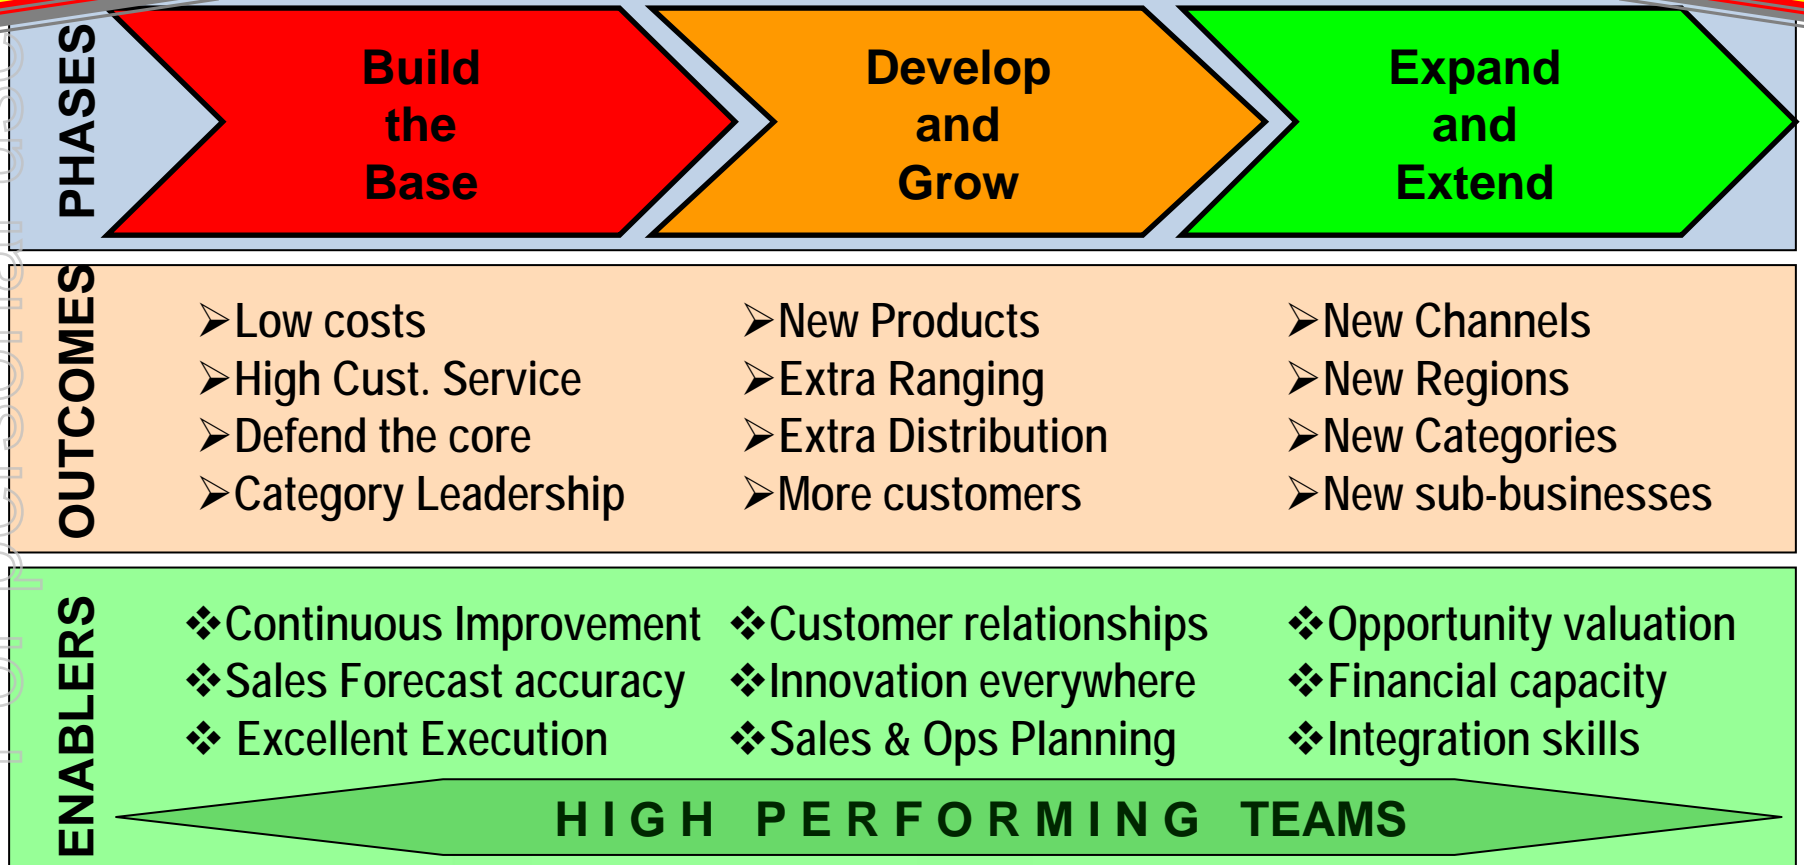 PHASES
Build
the
Base
Develop
and
Grow
Expand
and
Extend
OUTCOMES
➢Low costs
➢High Cust. Service
➢Defend the core
➢Category Leadership
➢New Products
➢Extra Ranging
➢Extra Distribution
➢More customers
➢New Channels
➢New Regions
➢New Categories
➢New sub-businesses
ENABLERS
❖Continuous Improvement
❖Sales Forecast accuracy
❖ Excellent Execution
❖Customer relationships
❖Innovation everywhere
❖Sales & Ops Planning
❖Opportunity valuation
❖Financial capacity
❖Integration skills
HIGH PERFORMING TEAMS